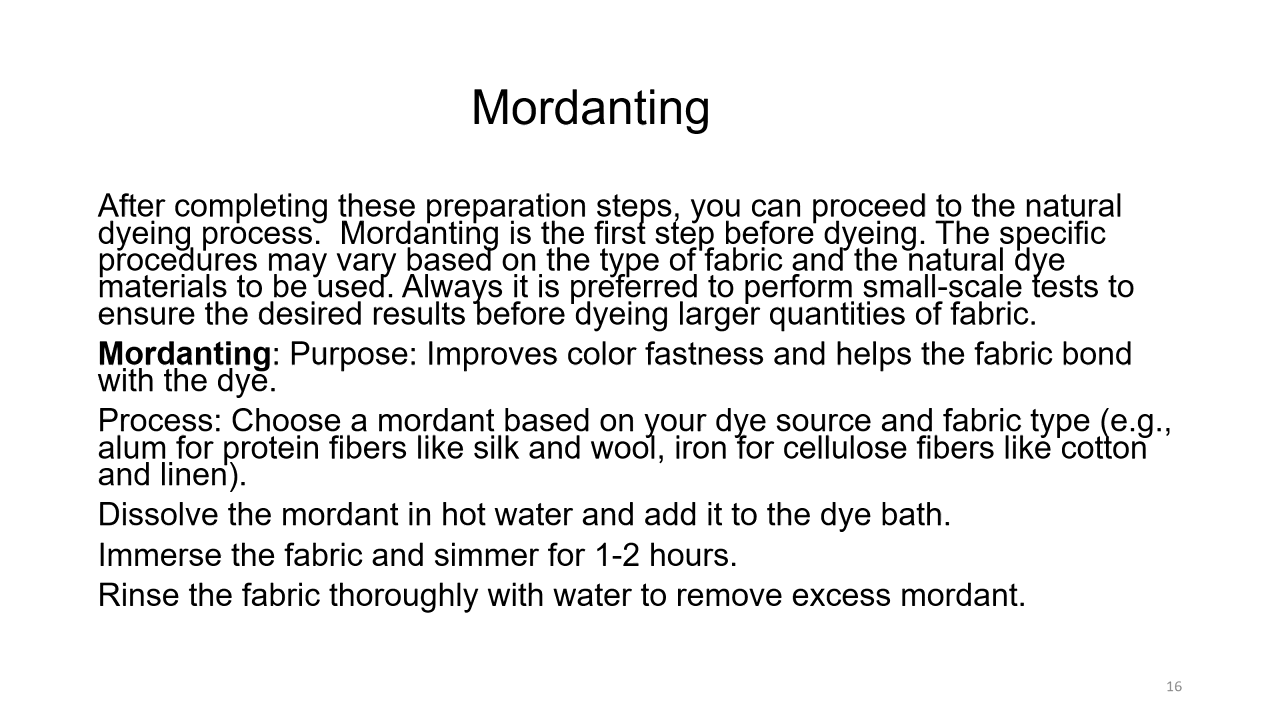 Mordanting
After completing these preparation steps, you can proceed to the natural
dyeing process.  Mordanting is the first step before dyeing. The specific
procedures may vary based on the type of fabric and the natural dye
materials to be used. Always it is preferred to perform small-scale tests to
ensure the desired results before dyeing larger quantities of fabric.
Mordanting: Purpose: Improves color fastness and helps the fabric bond
with the dye.
Process: Choose a mordant based on your dye source and fabric type (e.g.,
alum for protein fibers like silk and wool, iron for cellulose fibers like cotton
and linen).
Dissolve the mordant in hot water and add it to the dye bath.
Immerse the fabric and simmer for 1-2 hours.
Rinse the fabric thoroughly with water to remove excess mordant.
16